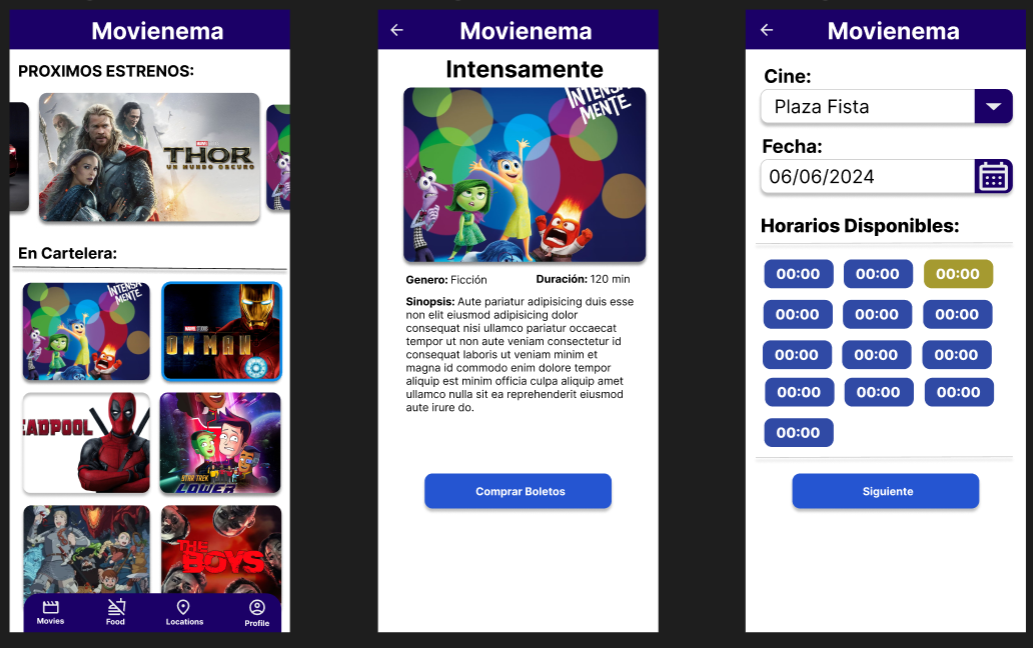 Movienema
PROXIMOS ESTRENOS:
MARVEL
THOR
UN MUNDO OSCURO
En Cartelera:
INTENSA
MENTE
MARVEL STUDIOS
IRON MAN
EADPOOL
STAR TREK
LOWER
THE
BOYS
Movies
Food
Locations
Profile
Movienema
Intensamente
INTENSA
MENTE
Genero: Ficción
Duración: 120 min
Sinopsis: Aute pariatur adipisicing duis esse
non elit eiusmod adipisicing dolor
consequat nisi ullamco pariatur occaecat
tempor ut non aute veniam consectetur id
consequat laboris ut veniam minim et
magna id commodo enim dolore tempor
aliquip est minim officia culpa aliquip amet
ullamco nulla sit ea reprehenderit eiusmod
aute irure do.
Comprar Boletos
Movienema
Cine:
Plaza Fista
Fecha:
06/06/2024
Horarios Disponibles:
00:00 00:00 00:00
00:00 00:00 00:00
00:00 00:00 00:00
00:00 00:00 00:00
00:00
Siguiente